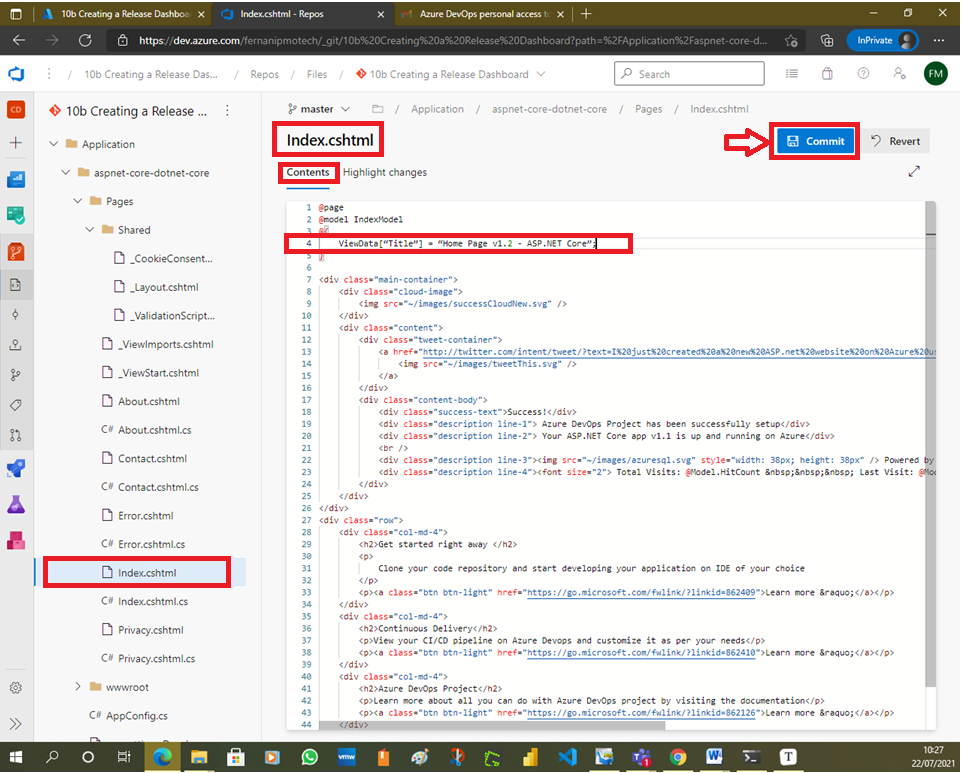 10b Creating a Release Dashboa
Index.cshtml - Repos
Azure DevOps personal access to
https://dev.azure.com/fernanipmotech/_git/10b%20Creating%20a%20Release%20Dashboard?path=%2FApplication%2Faspnet-core-d...
InPrivate
/ 10b Creating a Release Das... / Repos / Files / 10b Creating a Release Dashboard
Search
FM
CD
10b Creating a Release ...
master / Application / aspnet-core-dotnet-core / Pages / Index.cshtml
Index.cshtml
Commit
Revert
Contents
Highlight changes
Application
aspnet-core-dotnet-core
Pages
Shared
_CookieConsent...
_Layout.cshtml
_ValidationScript...
_ViewImports.cshtml
_ViewStart.cshtml
About.cshtml
C# About.cshtml.cs
Contact.cshtml
C# Contact.cshtml.cs
Error.cshtml
C# Error.cshtml.cs
Index.cshtml
C# Index.cshtml.cs
Privacy.cshtml
C# Privacy.cshtml.cs
wwwroot
C# AppConfig.cs
1 @page
2 @model IndexModel
3 @{
4 ViewData[“Title”] = “Home Page v1.2 - ASP.NET Core”;
5 }
6
7 <div class="main-container">
8 <div class="cloud-image">
9 <img src="~/images/successCloudNew.svg" />
10 </div>
11 <div class="content">
12 <div class="tweet-container">
13 <a href="http://twitter.com/intent/tweet/?text=I%20just%20created%20a%20new%20ASP.net%20website%20on%20Azure%20us
14 <img src="~/images/tweetThis.svg" />
15 </a>
16 </div>
17 <div class="content-body">
18 <div class="success-text">Success!</div>
19 <div class="description line-1"> Azure DevOps Project has been successfully setup</div>
20 <div class="description line-2"> Your ASP.NET Core app v1.1 is up and running on Azure</div>
21 <br />
22 <div class="description line-3"><img src="~/images/azuresql.svg" style="width: 38px; height: 38px" /> Powered by
23 <div class="description line-4"><font size="2"> Total Visits: @Model.HitCount &nbsp;&nbsp;&nbsp; Last Visit: @Mo
24 </div>
25 </div>
26 </div>
27 <div class="row">
28 <div class="col-md-4">
29 <h2>Get started right away </h2>
30 <p>
31 Clone your code repository and start developing your application on IDE of your choice
32 </p>
33 <p><a class="btn btn-light" href="https://go.microsoft.com/fwlink/?linkid=862409">Learn more &raquo;</a></p>
34 </div>
35 <div class="col-md-4">
36 <h2>Continuous Delivery</h2>
37 <p>View your CI/CD pipeline on Azure Devops and customize it as per your needs</p>
38 <p><a class="btn btn-light" href="https://go.microsoft.com/fwlink/?linkid=862410">Learn more &raquo;</a></p>
39 </div>
40 <div class="col-md-4">
41 <h2>Azure DevOps Project</h2>
42 <p>Learn more about all you can do with Azure DevOps project by visiting the documentation</p>
43 <p><a class="btn btn-light" href="https://go.microsoft.com/fwlink/?linkid=862126">Learn more &raquo;</a></p>
44 </div>
vmw
T
10:27
22/07/2021